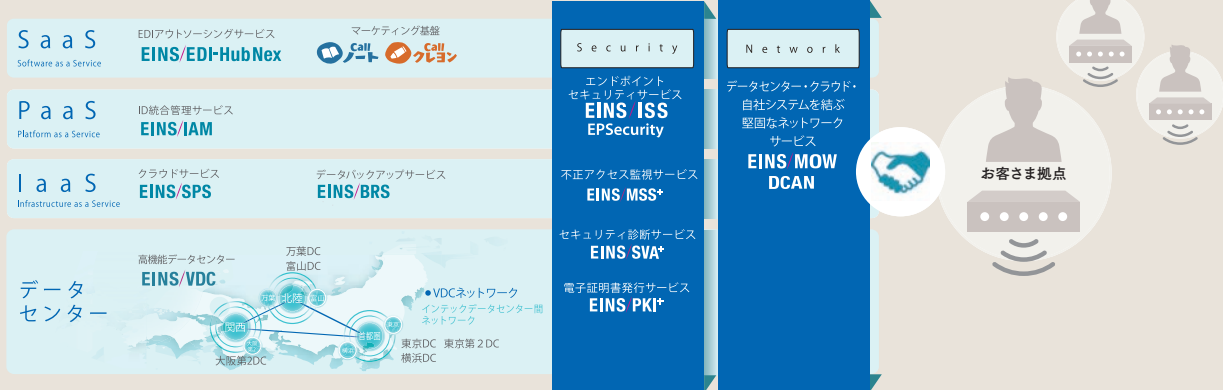 SaaS
Software as a Service
EDIアウトソーシングサービス
EINS/EDI-Hub Nex
マーケティング基盤
Call ノート
Call クレヨン
PaaS
Platform as a Service
ID統合管理サービス
EINS/IAM
IaaS
Infrastructure as a Service
クラウドサービス
EINS/SPS
データバックアップサービス
EINS/BRS
データ
センター
高機能データセンター
EINS/VDC
万葉DC
富山DC
万葉
北陸
富山
関西
首都圏
東京
横浜
大阪第2DC
●VDCネットワーク
インテックデータセンター間
ネットワーク
東京DC 東京第2DC
横浜DC
Security
エンドポイント
セキュリティサービス
EINS/ISS
EPSecurity
不正アクセス監視サービス
EINS/MSS+
セキュリティ診断サービス
EINS/SVA+
電子証明書発行サービス
EINS/PKI+
Network
データセンター・クラウド・
自社システムを結ぶ
堅固なネットワーク
サービス
EINS/MOW
DCAN
お客さま拠点